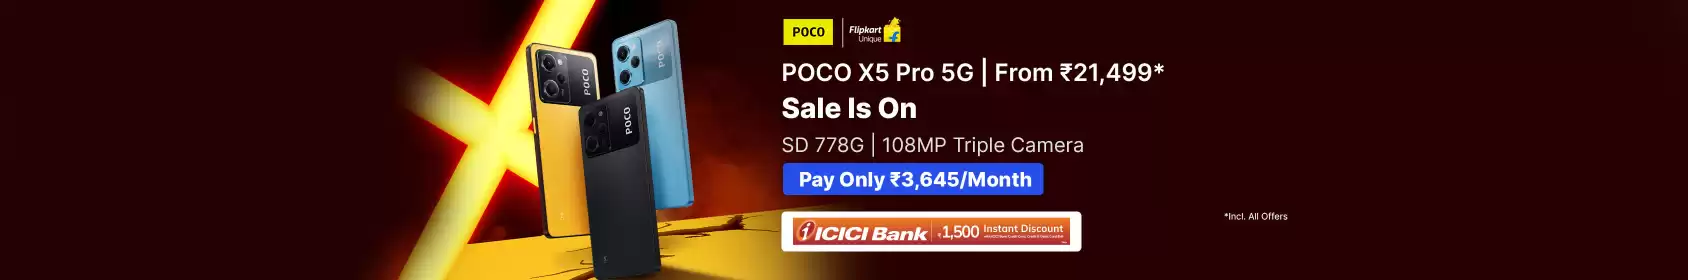 POCO
Flipkart
Unique
POCO X5 Pro 5G | From ₹21,499*
Sale Is On
SD 778G | 108MP Triple Camera
Pay Only ₹3,645/Month
ICICI Bank
₹1,500 Instant Discount
*Incl. All Offers
POCO
POCO
POCO